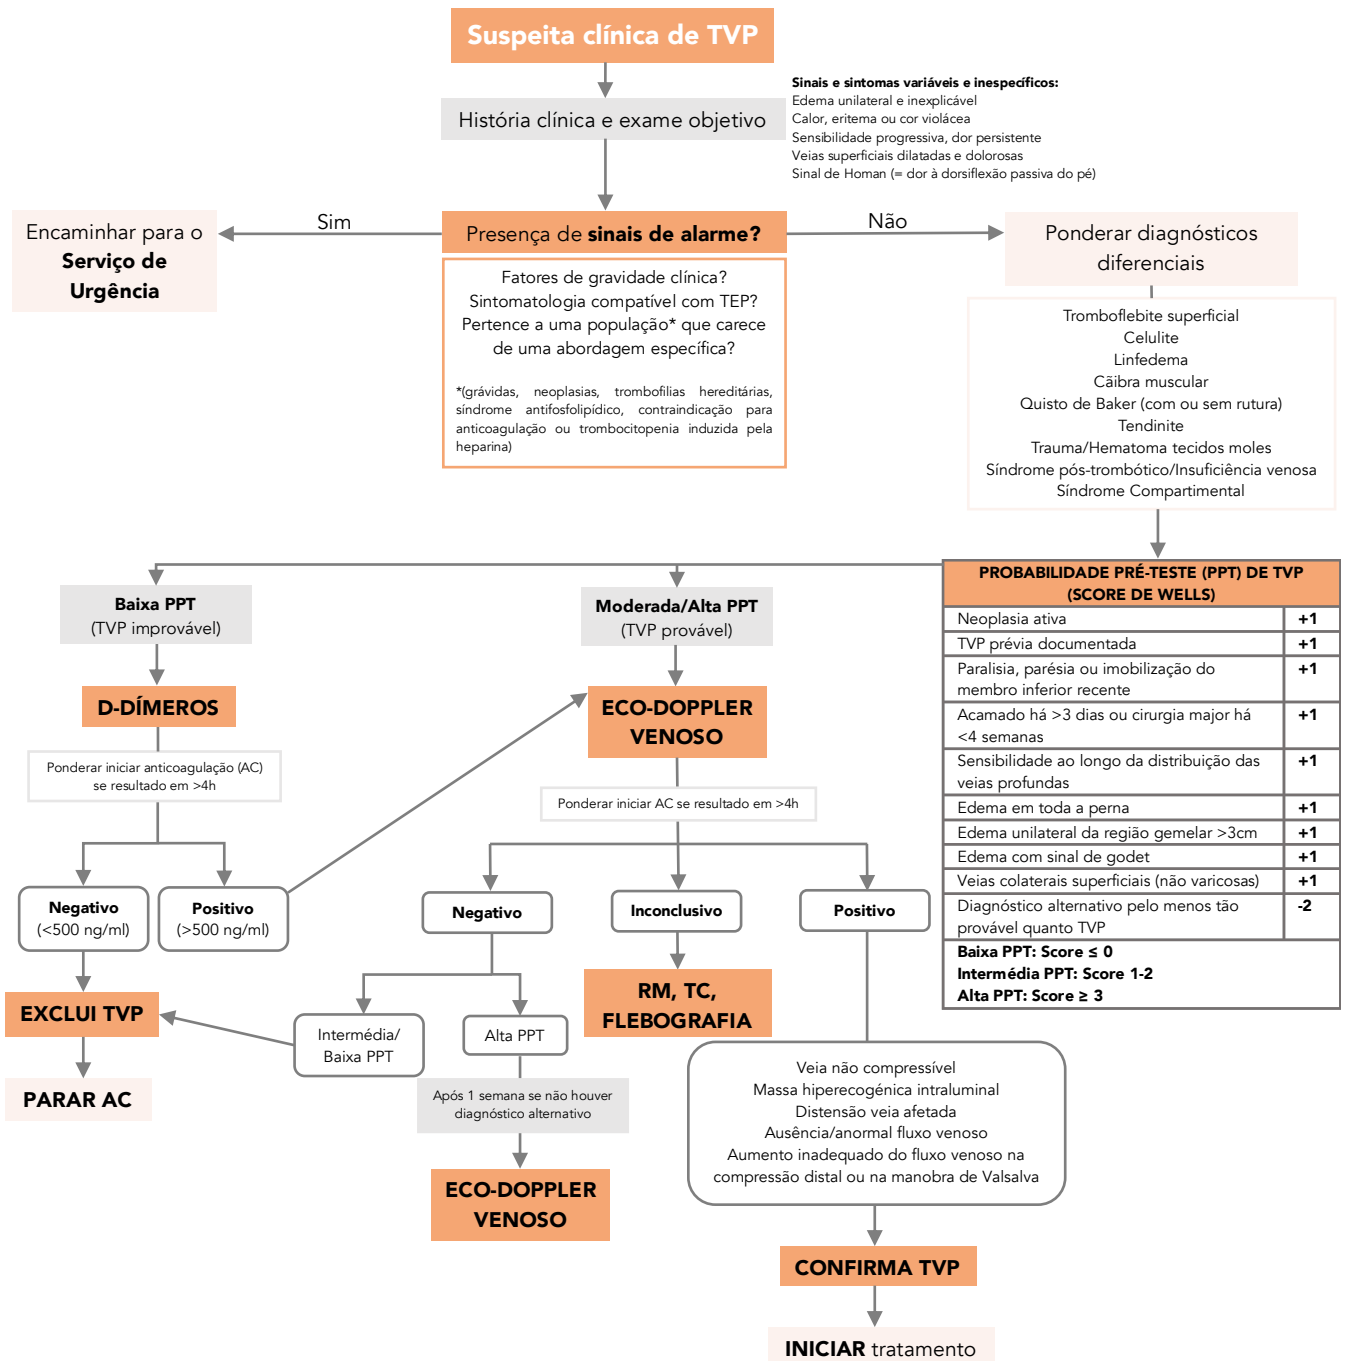 Suspeita clínica de TVP
Sinais e sintomas variáveis e inespecíficos:
Edema unilateral e inexplicável
Calor, eritema ou cor violácea
Sensibilidade progressiva, dor persistente
Veias superficiais dilatadas e dolorosas
Sinal de Homan (= dor à dorsiflexão passiva do pé)
História clínica e exame objetivo
Sim
Não
Encaminhar para o
Serviço de
Urgência
Presença de sinais de alarme?
Fatores de gravidade clínica?
Sintomatologia compatível com TEP?
Pertence a uma população* que carece
de uma abordagem específica?
*(grávidas, neoplasias, trombofilias hereditárias,
síndrome antifosfolipídico, contraindicação para
anticoagulação ou trombocitopenia induzida pela
heparina)
Ponderar diagnósticos
diferenciais
Tromboflebite superficial
Celulite
Linfedema
Cãibra muscular
Quisto de Baker (com ou sem rutura)
Tendinite
Trauma/Hematoma tecidos moles
Síndrome pós-trombótico/Insuficiência venosa
Síndrome Compartimental
PROBABILIDADE PRÉ-TESTE (PPT) DE TVP
(SCORE DE WELLS)
Neoplasia ativa +1
TVP prévia documentada +1
Paralisia, parésia ou imobilização do +1
membro inferior recente
Acamado há >3 dias ou cirurgia major há +1
<4 semanas
Sensibilidade ao longo da distribuição das +1
veias profundas
Edema em toda a perna +1
Edema unilateral da região gemelar >3cm +1
Edema com sinal de godet +1
Veias colaterais superficiais (não varicosas) +1
Diagnóstico alternativo pelo menos tão -2
provável quanto TVP
Baixa PPT: Score ≤ 0
Intermédia PPT: Score 1-2
Alta PPT: Score ≥ 3
Baixa PPT
(TVP improvável)
Moderada/Alta PPT
(TVP provável)
D-DÍMEROS
ECO-DOPPLER
VENOSO
Ponderar iniciar anticoagulação (AC)
se resultado em >4h
Ponderar iniciar AC se resultado em >4h
Negativo
(<500 ng/ml)
Positivo
(>500 ng/ml)
Negativo
Inconclusivo
Positivo
EXCLUI TVP
PARAR AC
Intermédia/
Baixa PPT
Alta PPT
RM, TC,
FLEBOGRAFIA
Após 1 semana se não houver
diagnóstico alternativo
ECO-DOPPLER
VENOSO
Veia não compressível
Massa hiperecogénica intraluminal
Distensão veia afetada
Ausência/anormal fluxo venoso
Aumento inadequado do fluxo venoso na
compressão distal ou na manobra de Valsalva
CONFIRMA TVP
INICIAR tratamento